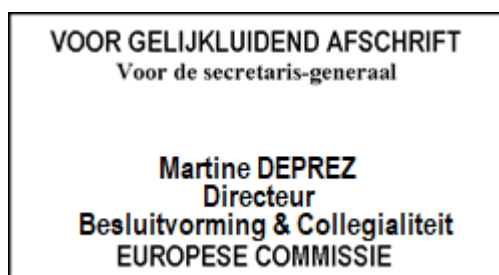 VOOR GELIJKLUIDEND AFSCHRIFT
Voor de secretaris-generaal
Martine DEPREZ
Directeur
Besluitvorming & Collegialiteit
EUROPESE COMMISSIE